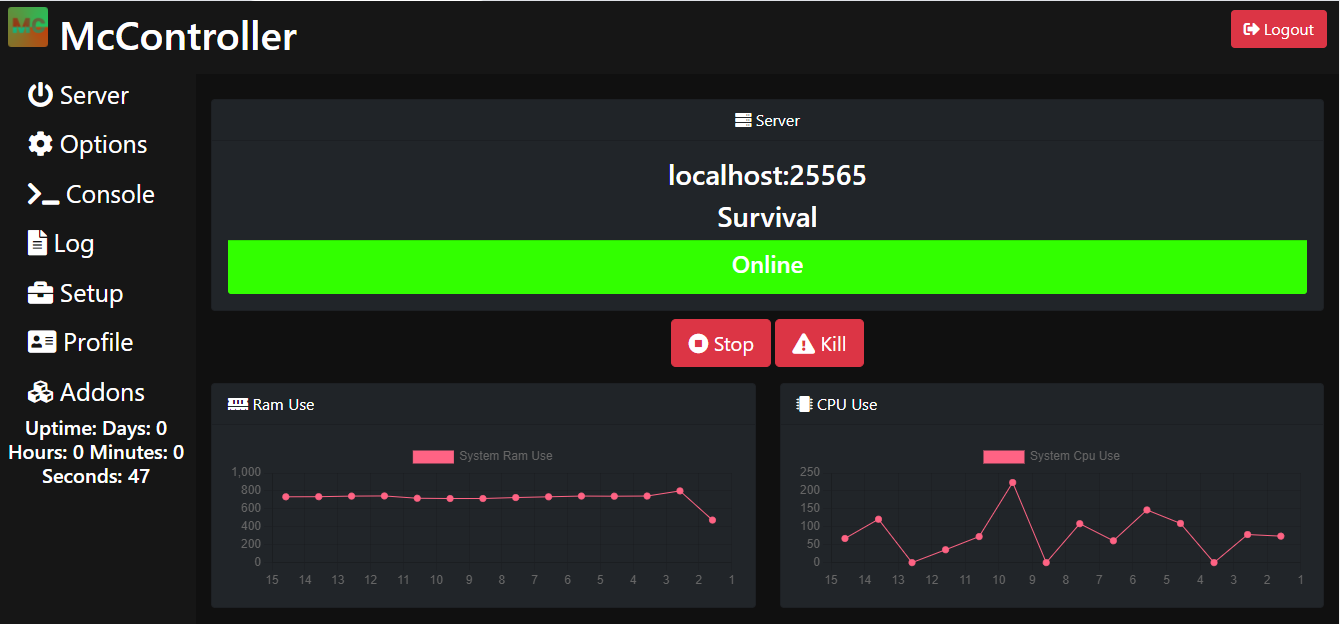 MC
McController
Logout
Server
Options
Console
Log
Setup
Profile
Addons
Uptime: Days: 0
Hours: 0 Minutes: 0
Seconds: 47
Server
localhost:25565
Survival
Online
Stop
Kill
Ram Use
System Ram Use
1,000
800
600
400
200
0
15 14 13 12 11 10 9 8 7 6 5 4 3 2 1
CPU Use
System Cpu Use
250
200
150
100
50
0
15 14 13 12 11 10 9 8 7 6 5 4 3 2 1